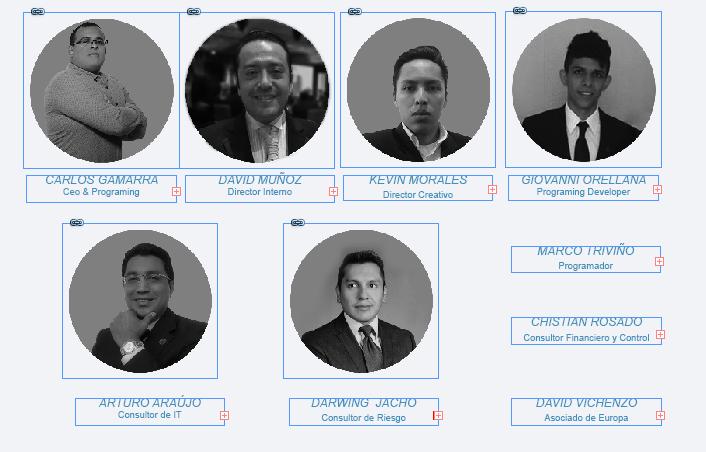 CARLOS GAMARRA
Ceo & Programing
DAVID MUÑOZ
Director Interno
KEVIN MORALES
Director Creativo
GIOVANNI ORELLANA
Programing Developer
MARCO TRIVIÑO
Programador
CHISTIAN ROSADO
Consultor Financiero y Control
ARTURO ARAÚJO
Consultor de IT
DARWING JACHO
Consultor de Riesgo
DAVID VICHENZO
Asociado de Europa